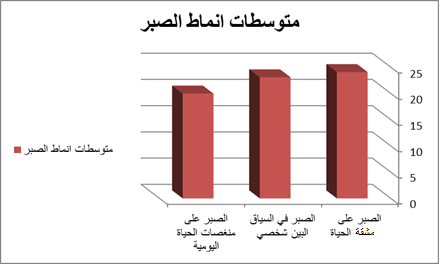 متوسطات انماط الصبر
25
20
15
10
5
0
الصبر على
مشقة الحياة
الصبر في السياق
البين شخصي
الصبر على
منغصات الحياة
اليومية
متوسطات انماط الصبر